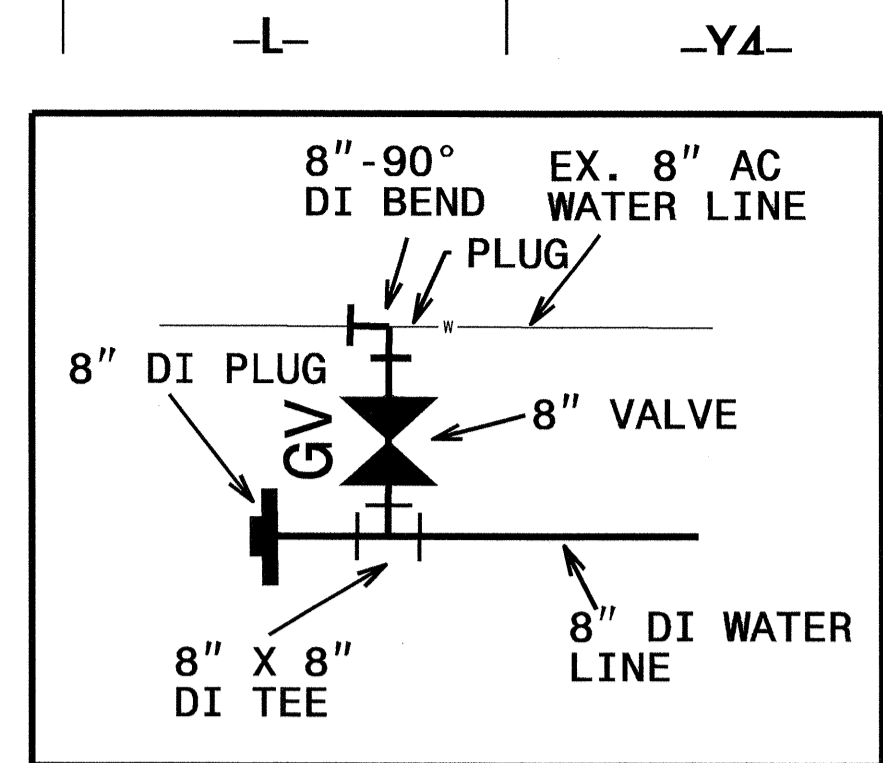 -L-
-Y4-
8"-90°
DI BEND
EX. 8" AC
WATER LINE
PLUG
W
8" DI PLUG
GV
8" VALVE
8" X 8"
DI TEE
8" DI WATER
LINE